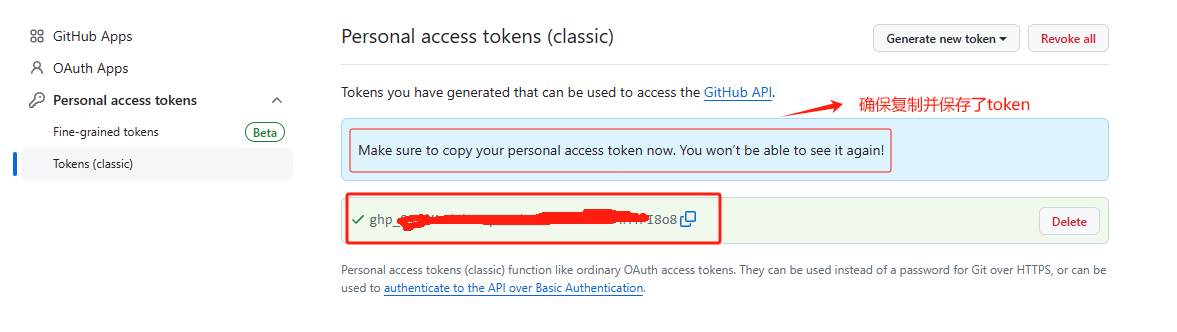 GitHub Apps
OAuth Apps
Personal access tokens
Fine-grained tokens
Beta
Tokens (classic)
Personal access tokens (classic)
Generate new token
Revoke all
Tokens you have generated that can be used to access the GitHub API.
确保复制并保存了token
Make sure to copy your personal access token now. You won't be able to see it again!
ghp_ I8o8
Delete
Personal access tokens (classic) function like ordinary OAuth access tokens. They can be used instead of a password for Git over HTTPS, or can be
used to authenticate to the API over Basic Authentication.